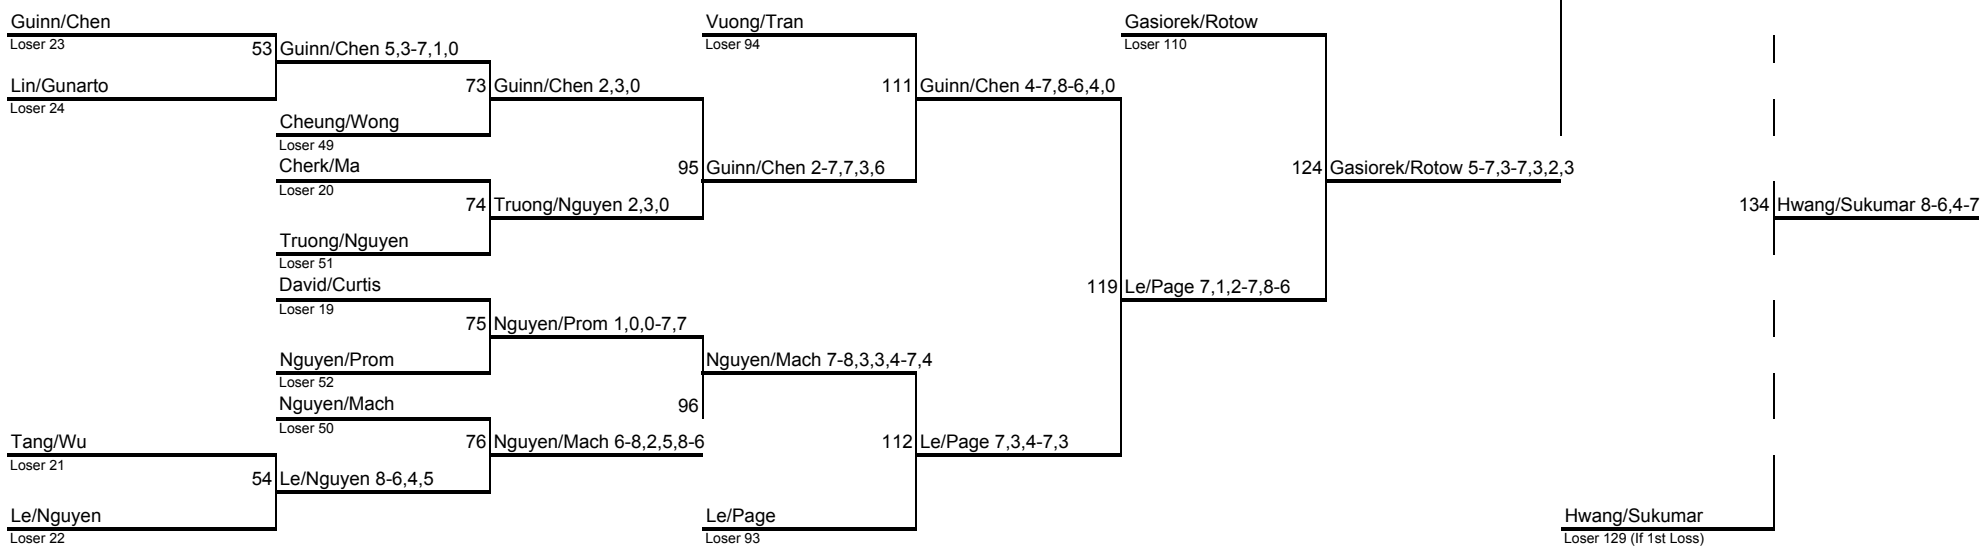 Guinn/Chen
Loser 23
53 Guinn/Chen 5,3-7,1,0
Lin/Gunarto
Loser 24
73 Guinn/Chen 2,3,0
Cheung/Wong
Loser 49
Cherk/Ma
Loser 20
74 Truong/Nguyen 2,3,0
Truong/Nguyen
Loser 51
95 Guinn/Chen 2-7,7,3,6
Vuong/Tran
Loser 94
111 Guinn/Chen 4-7,8-6,4,0
David/Curtis
Loser 19
75 Nguyen/Prom 1,0,0-7,7
Nguyen/Prom
Loser 52
Nguyen/Mach
Loser 50
76 Nguyen/Mach 6-8,2,5,8-6
Tang/Wu
Loser 21
54 Le/Nguyen 8-6,4,5
Le/Nguyen
Loser 22
Nguyen/Mach 7-8,3,3,4-7,4
96
112 Le/Page 7,3,4-7,3
Le/Page
Loser 93
119 Le/Page 7,1,2-7,8-6
Gasiorek/Rotow
Loser 110
124 Gasiorek/Rotow 5-7,3-7,3,2,3
134 Hwang/Sukumar 8-6,4-7
Hwang/Sukumar
Loser 129 (If 1st Loss)